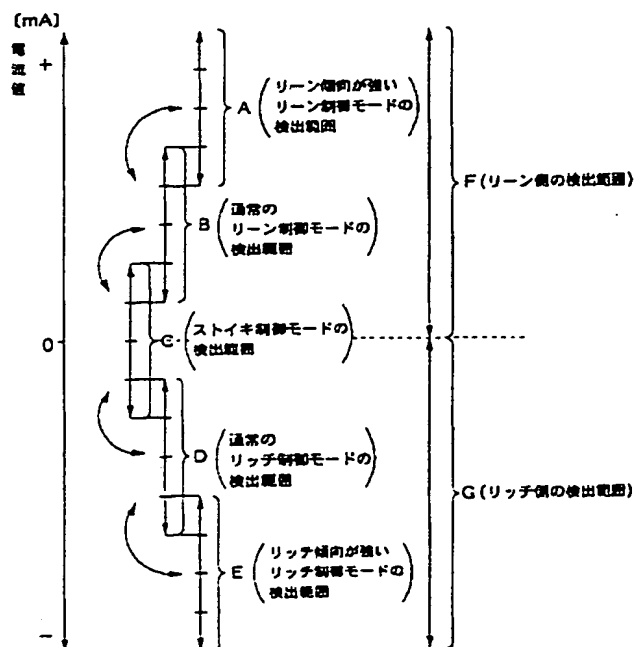 [mA]
電流値
+
A
リーン傾向が強い
リーン制御モードの
検出範囲
F(リーン側の検出範囲)
B
通常の
リーン制御モードの
検出範囲
C
ストイキ制御モードの
検出範囲
0
D
通常の
リッチ制御モードの
検出範囲
G(リッチ側の検出範囲)
E
リッチ傾向が強い
リッチ制御モードの
検出範囲
−